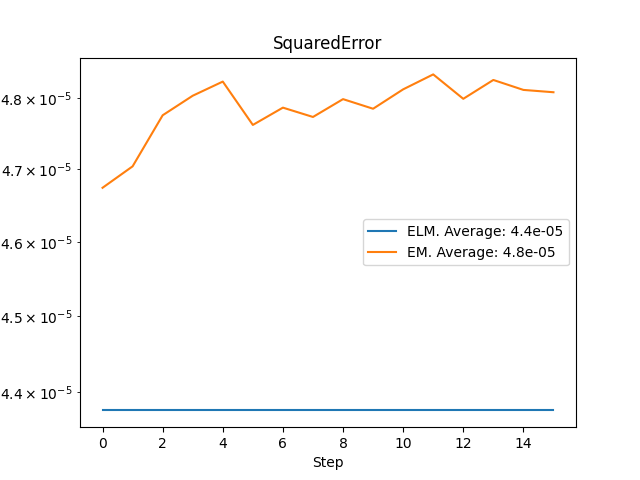 SquaredError
4.8 × 10⁻⁵
4.7 × 10⁻⁵
4.6 × 10⁻⁵
4.5 × 10⁻⁵
4.4 × 10⁻⁵
ELM. Average: 4.4e-05
EM. Average: 4.8e-05
0 2 4 6 8 10 12 14
Step